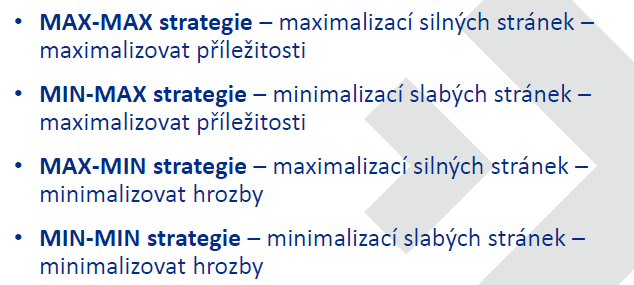 • MAX-MAX strategie – maximalizací silných stránek –
maximalizovat příležitosti
• MIN-MAX strategie – minimalizací slabých stránek –
maximalizovat příležitosti
• MAX-MIN strategie – maximalizací silných stránek –
minimalizovat hrozby
• MIN-MIN strategie – minimalizací slabých stránek –
minimalizovat hrozby